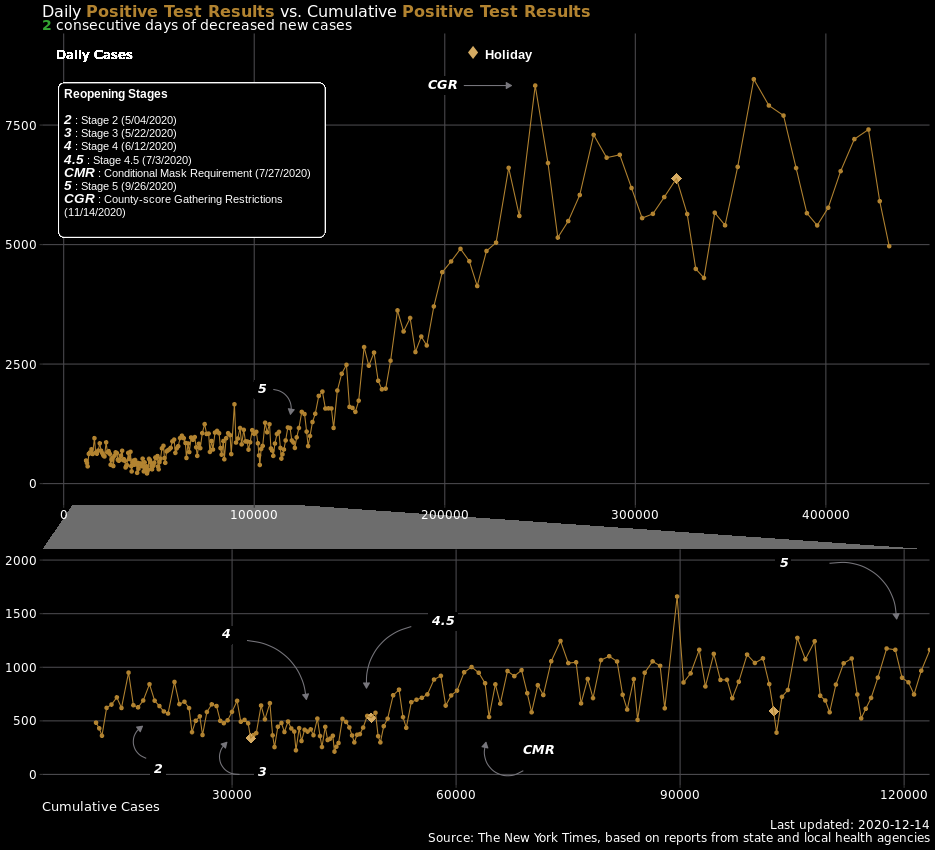 Daily Positive Test Results vs. Cumulative Positive Test Results
2 consecutive days of decreased new cases
Daily Cases
Holiday
CGR
Reopening Stages
2 : Stage 2 (5/04/2020)
3 : Stage 3 (5/22/2020)
4 : Stage 4 (6/12/2020)
4.5 : Stage 4.5 (7/3/2020)
CMR : Conditional Mask Requirement (7/27/2020)
5 : Stage 5 (9/26/2020)
CGR : County-score Gathering Restrictions
(11/14/2020)
7500
5000
2500
5
0
0 100000 200000 300000 400000
2000
5
1500
4
4.5
1000
500
CMR
2
3
0
30000 60000 90000 120000
Cumulative Cases
Last updated: 2020-12-14
Source: The New York Times, based on reports from state and local health agencies